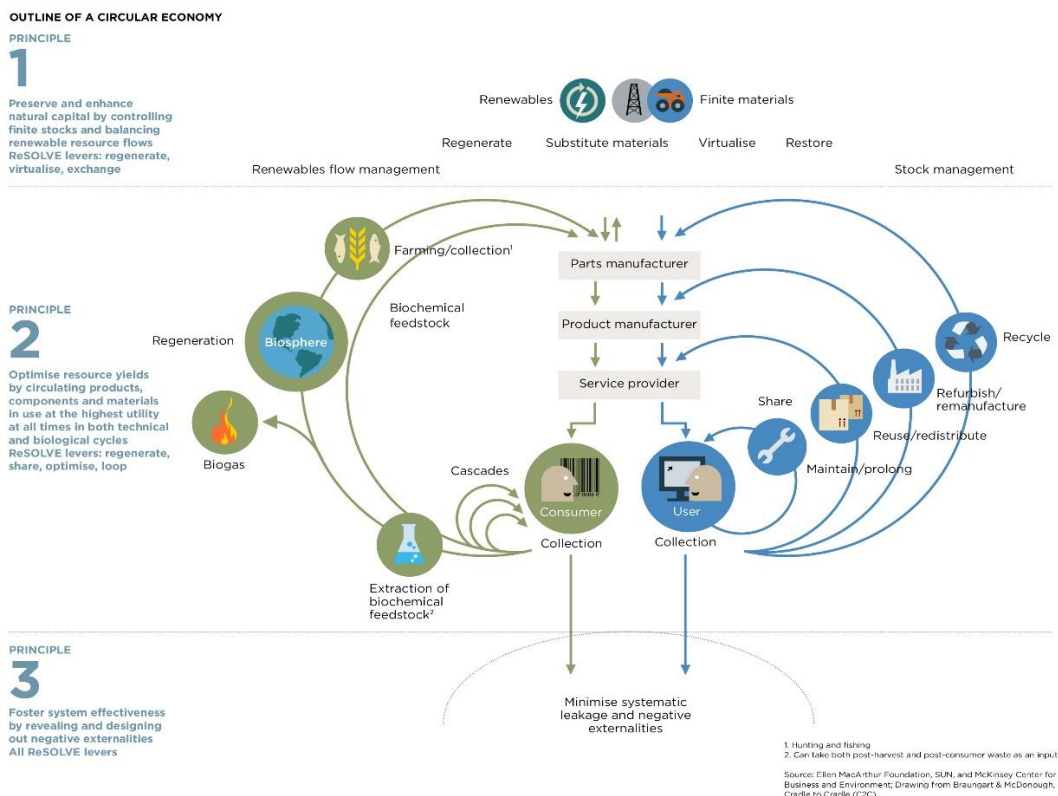 OUTLINE OF A CIRCULAR ECONOMY
PRINCIPLE
1
Preserve and enhance
natural capital by controlling
finite stocks and balancing
renewable resource flows
ReSOLVE levers: regenerate,
virtualise, exchange
Renewables
Finite materials
Regenerate
Substitute materials
Virtualise
Restore
Renewables flow management
Stock management
PRINCIPLE
2
Optimise resource yields
by circulating products,
components and materials
in use at the highest utility
at all times in both technical
and biological cycles
ReSOLVE levers: regenerate,
share, optimise, loop
Farming/collection¹
Biochemical
feedstock
Regeneration
Biosphere
Biogas
Cascades
Extraction of
biochemical
feedstock²
Parts manufacturer
Product manufacturer
Service provider
Consumer
Collection
User
Collection
Share
Maintain/prolong
Reuse/redistribute
Refurbish/
remanufacture
Recycle
PRINCIPLE
3
Foster system effectiveness
by revealing and designing
out negative externalities
All ReSOLVE levers
Minimise systematic
leakage and negative
externalities
1. Hunting and fishing
2. Can take both post-harvest and post-consumer waste as an input
Source: Ellen MacArthur Foundation, SUN, and McKinsey Center for
Business and Environment; Drawing from Braungart & McDonough,
Cradle to Cradle (C2C)